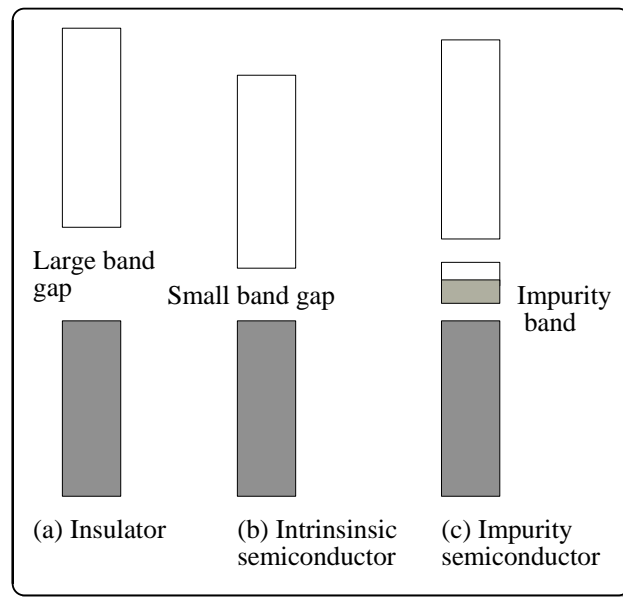 Large band
gap
Small band gap
Impurity
band
(a) Insulator
(b) Intrinsinsic
semiconductor
(c) Impurity
semiconductor